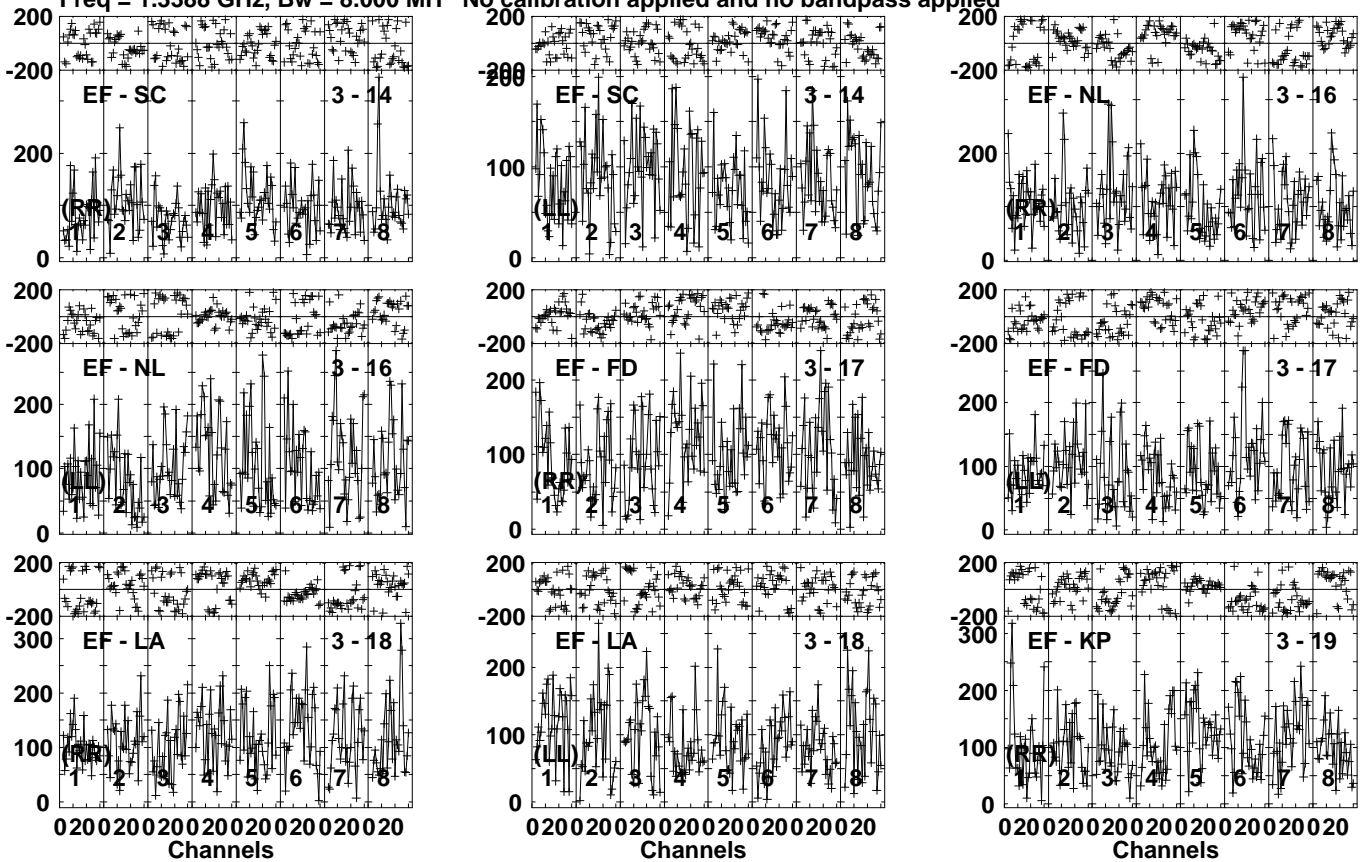 Freq = 1.5588 GHz, Bw = 8.000 MH No calibration applied and no bandpass applied
200 200 200
-200 -200 -200
EF - SC 3 - 14 EF - SC 3 - 14 EF - NL 3 - 16
200
200 100 200
(RR) (LL) (RR)
1 2 3 4 5 6 7 8 1 2 3 4 5 6 7 8 1 2 3 4 5 6 7 8
0 0 0
200 200 200
-200 -200 -200
EF - NL 3 - 16 EF - FD 3 - 17 EF - FD 3 - 17
200 200 200
100 100 100
(LL) (RR) (LL)
1 2 3 4 5 6 7 8 1 2 3 4 5 6 7 8 1 2 3 4 5 6 7 8
0 0 0
200 200 200
-200 -200 -200
300 EF - LA 3 - 18 EF - LA 3 - 18 300 EF - KP 3 - 19
200 200 200
100 100 100
(RR) (LL) (RR)
1 2 3 4 5 6 7 8 1 2 3 4 5 6 7 8 1 2 3 4 5 6 7 8
0 0 0
0 20 0 20 0 20 0 20 0 20 0 20 0 20 0 20 0 20 0 20 0 20 0 20 0 20 0 20 0 20 0 20 0 20 0 20 0 20 0 20 0 20 0 20 0 20 0 20
Channels Channels Channels